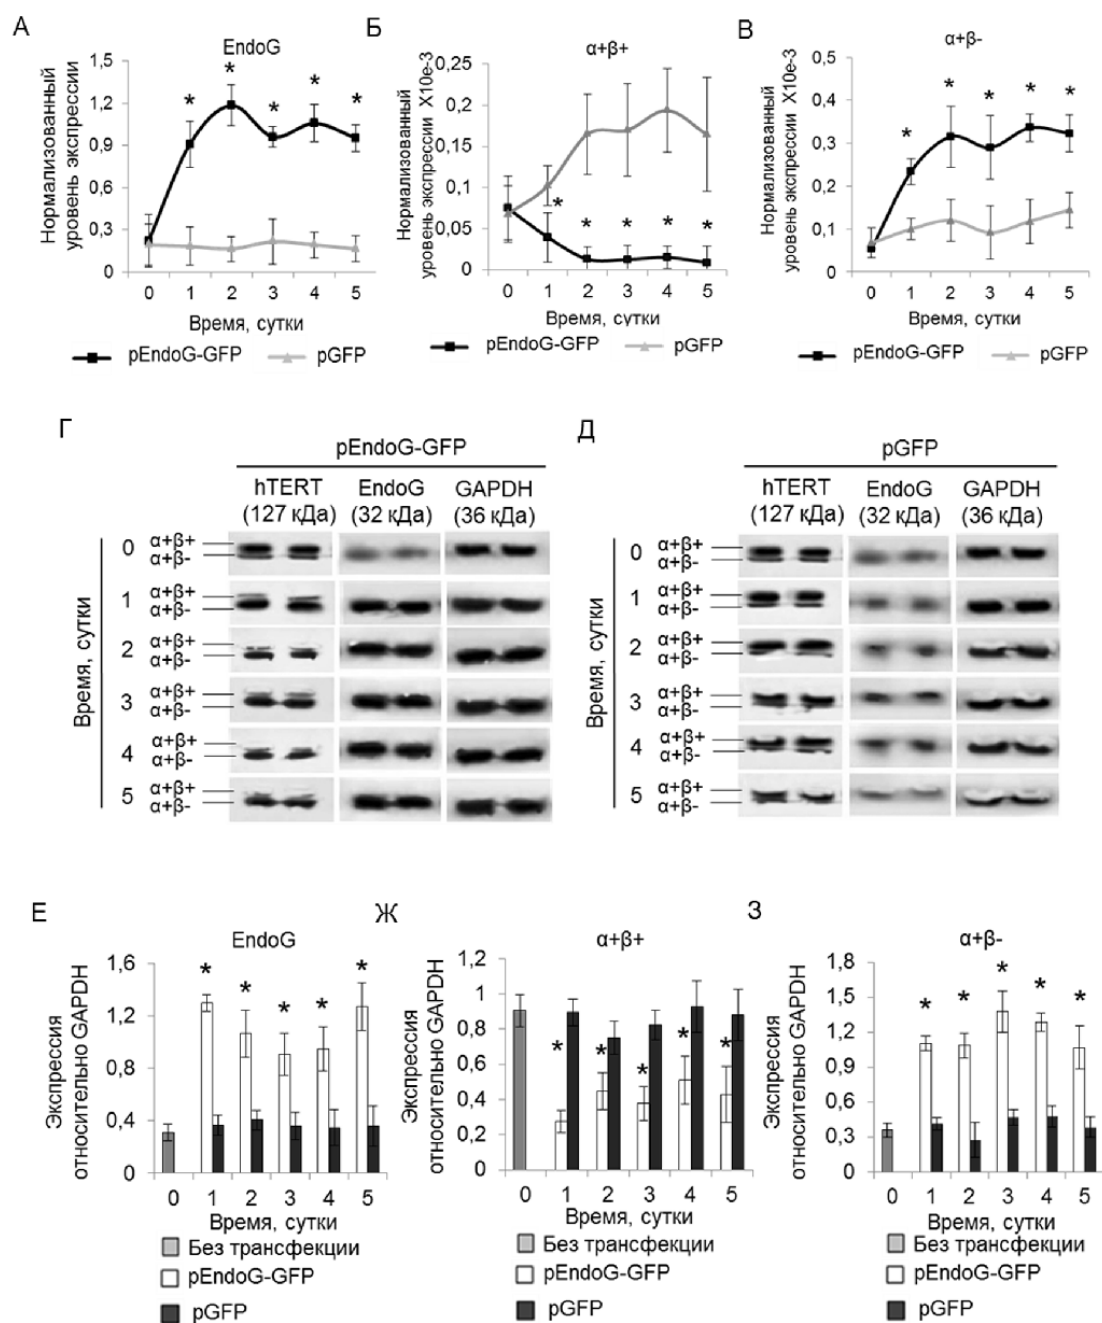 А
EndoG
Нормализованный
уровень экспрессии
1,5
1,2
0,9
0,6
0,3
0
*
*
*
*
*
0 1 2 3 4 5
Время, сутки
pEndoG-GFP pGFP
Б
α+β+
Нормализованный
уровень экспрессии X10e-3
0,25
0,2
0,15
0,1
0,05
0
* * * * *
0 1 2 3 4 5
Время, сутки
pEndoG-GFP pGFP
В
α+β-
Нормализованный
уровень экспрессии X10e-3
0,5
0,4
0,3
0,2
0,1
0
* * * * *
0 1 2 3 4 5
Время, сутки
pEndoG-GFP pGFP
Г
pEndoG-GFP
hTERT EndoG GAPDH
(127 кДа) (32 кДа) (36 кДа)
Время, сутки
0 α+β+
α+β-
1 α+β+
α+β-
2 α+β+
α+β-
3 α+β+
α+β-
4 α+β+
α+β-
5 α+β+
α+β-
Д
pGFP
hTERT EndoG GAPDH
(127 кДа) (32 кДа) (36 кДа)
Время, сутки
0 α+β+
α+β-
1 α+β+
α+β-
2 α+β+
α+β-
3 α+β+
α+β-
4 α+β+
α+β-
5 α+β+
α+β-
Е
EndoG
Экспрессия
относительно GAPDH
1,6
1,2
0,8
0,4
0
* * * * *
0 1 2 3 4 5
Время, сутки
Без трансфекции
pEndoG-GFP
pGFP
Ж
α+β+
Экспрессия
относительно GAPDH
1,2
1
0,8
0,6
0,4
0,2
0
* * * * *
0 1 2 3 4 5
Время, сутки
Без трансфекции
pEndoG-GFP
pGFP
З
α+β-
Экспрессия
относительно GAPDH
1,8
1,5
1,2
0,9
0,6
0,3
0
* * * * *
0 1 2 3 4 5
Время, сутки
Без трансфекции
pEndoG-GFP
pGFP